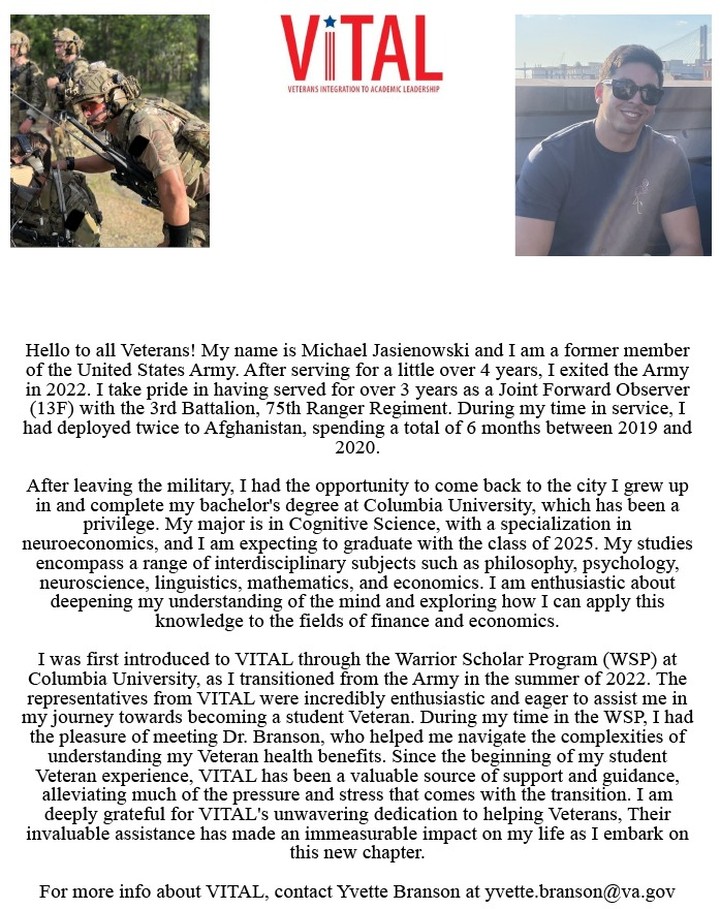 ViTAL
VETERANS INTEGRATION TO ACADEMIC LEADERSHIP
Hello to all Veterans! My name is Michael Jasienowski and I am a former member
of the United States Army. After serving for a little over 4 years, I exited the Army
in 2022. I take pride in having served for over 3 years as a Joint Forward Observer
(13F) with the 3rd Battalion, 75th Ranger Regiment. During my time in service, I
had deployed twice to Afghanistan, spending a total of 6 months between 2019 and
2020.
After leaving the military, I had the opportunity to come back to the city I grew up
in and complete my bachelor's degree at Columbia University, which has been a
privilege. My major is in Cognitive Science, with a specialization in
neuroeconomics, and I am expecting to graduate with the class of 2025. My studies
encompass a range of interdisciplinary subjects such as philosophy, psychology,
neuroscience, linguistics, mathematics, and economics. I am enthusiastic about
deepening my understanding of the mind and exploring how I can apply this
knowledge to the fields of finance and economics.
I was first introduced to VITAL through the Warrior Scholar Program (WSP) at
Columbia University, as I transitioned from the Army in the summer of 2022. The
representatives from VITAL were incredibly enthusiastic and eager to assist me in
my journey towards becoming a student Veteran. During my time in the WSP, I had
the pleasure of meeting Dr. Branson, who helped me navigate the complexities of
understanding my Veteran health benefits. Since the beginning of my student
Veteran experience, VITAL has been a valuable source of support and guidance,
alleviating much of the pressure and stress that comes with the transition. I am
deeply grateful for VITAL's unwavering dedication to helping Veterans, Their
invaluable assistance has made an immeasurable impact on my life as I embark on
this new chapter.
For more info about VITAL, contact Yvette Branson at yvette.branson@va.gov